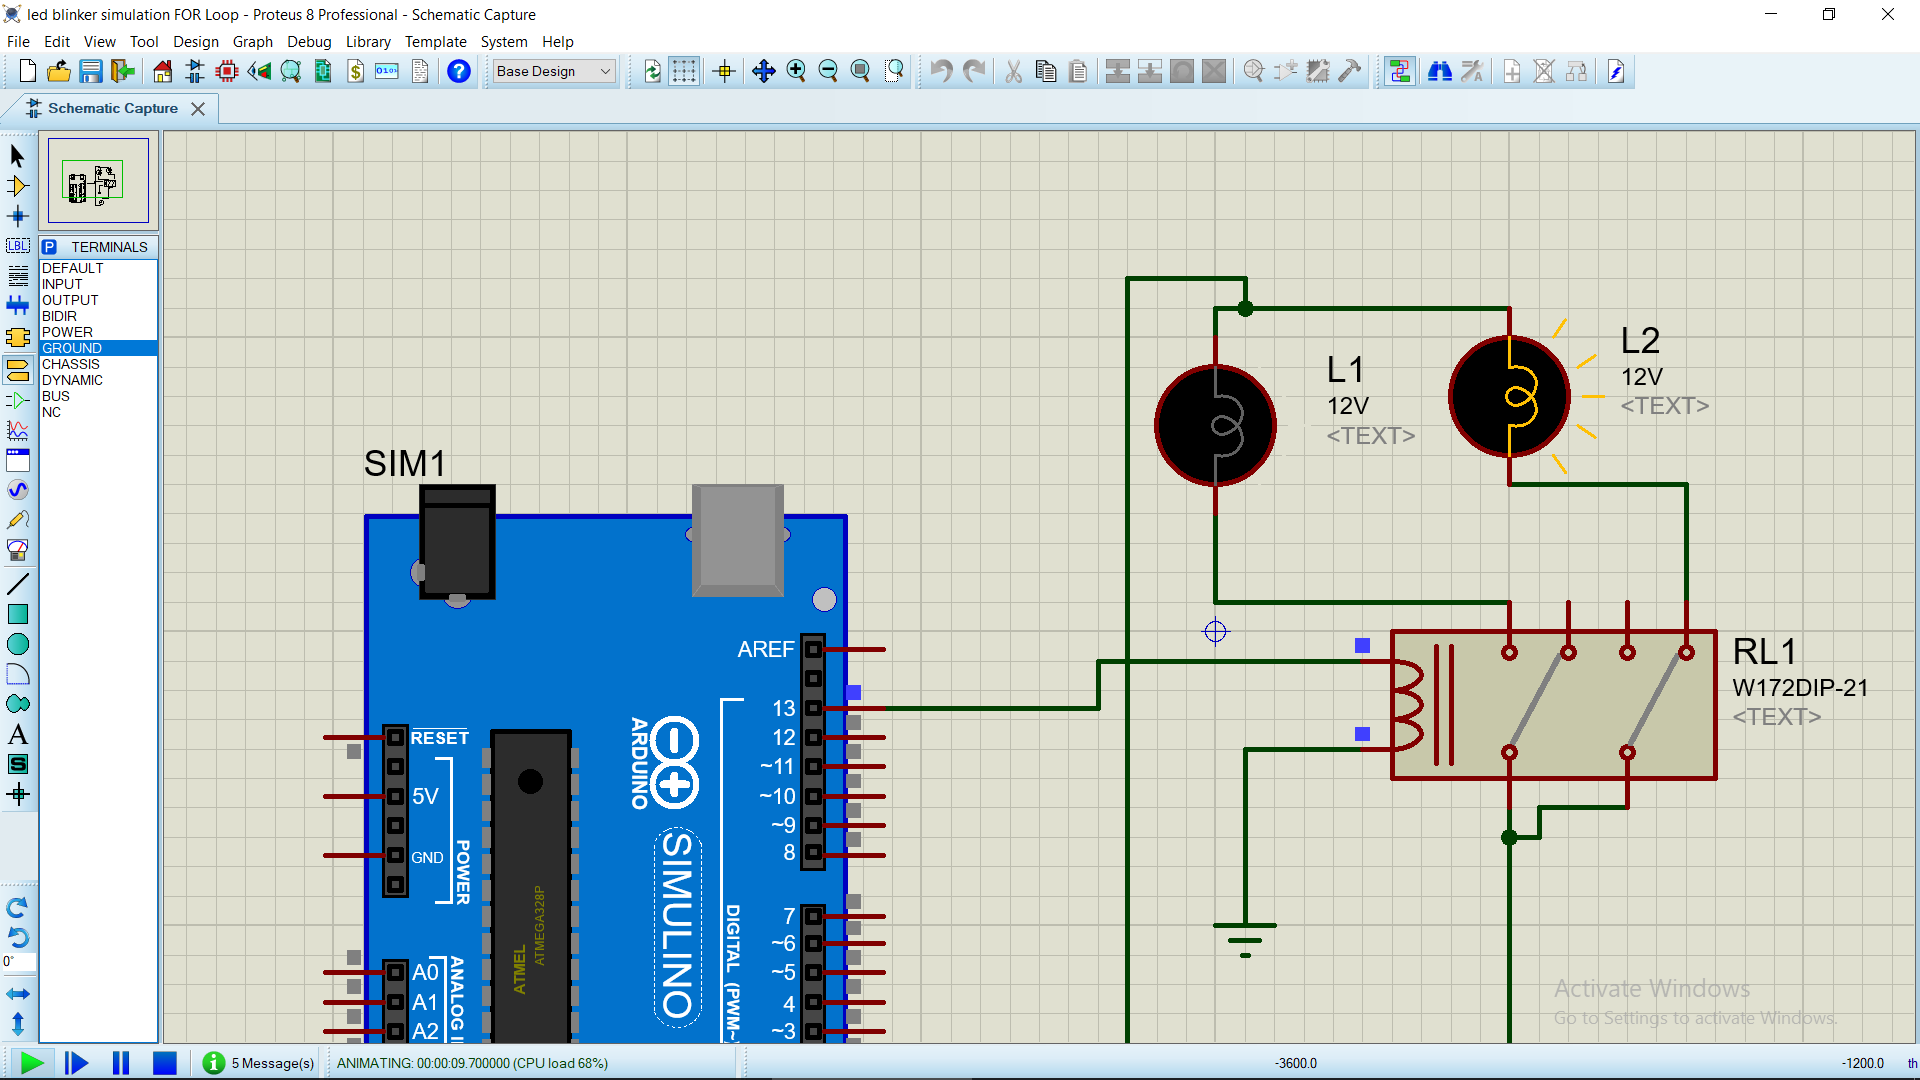 led blinker simulation FOR Loop - Proteus 8 Professional - Schematic Capture
File Edit View Tool Design Graph Debug Library Template System Help
Base Design
Schematic Capture
TERMINALS
DEFAULT
INPUT
OUTPUT
BIDIR
POWER
GROUND
CHASSIS
DYNAMIC
BUS
NC
LBL
A
S
0°
SIM1
AREF
13
12
~11
~10
~9
8
7
~6
~5
4
~3
RESET
5V
GND
POWER
A0
A1
A2
ANALOG I
ATMEL
ATMEGA328P
ARDUINO
SIMULINO
DIGITAL (PWM~)
L1
12V
<TEXT>
L2
12V
<TEXT>
RL1
W172DIP-21
<TEXT>
Activate Windows
Go to Settings to activate Windows.
5 Message(s)
ANIMATING: 00:00:09.700000 (CPU load 68%)
-3600.0
-1200.0
th